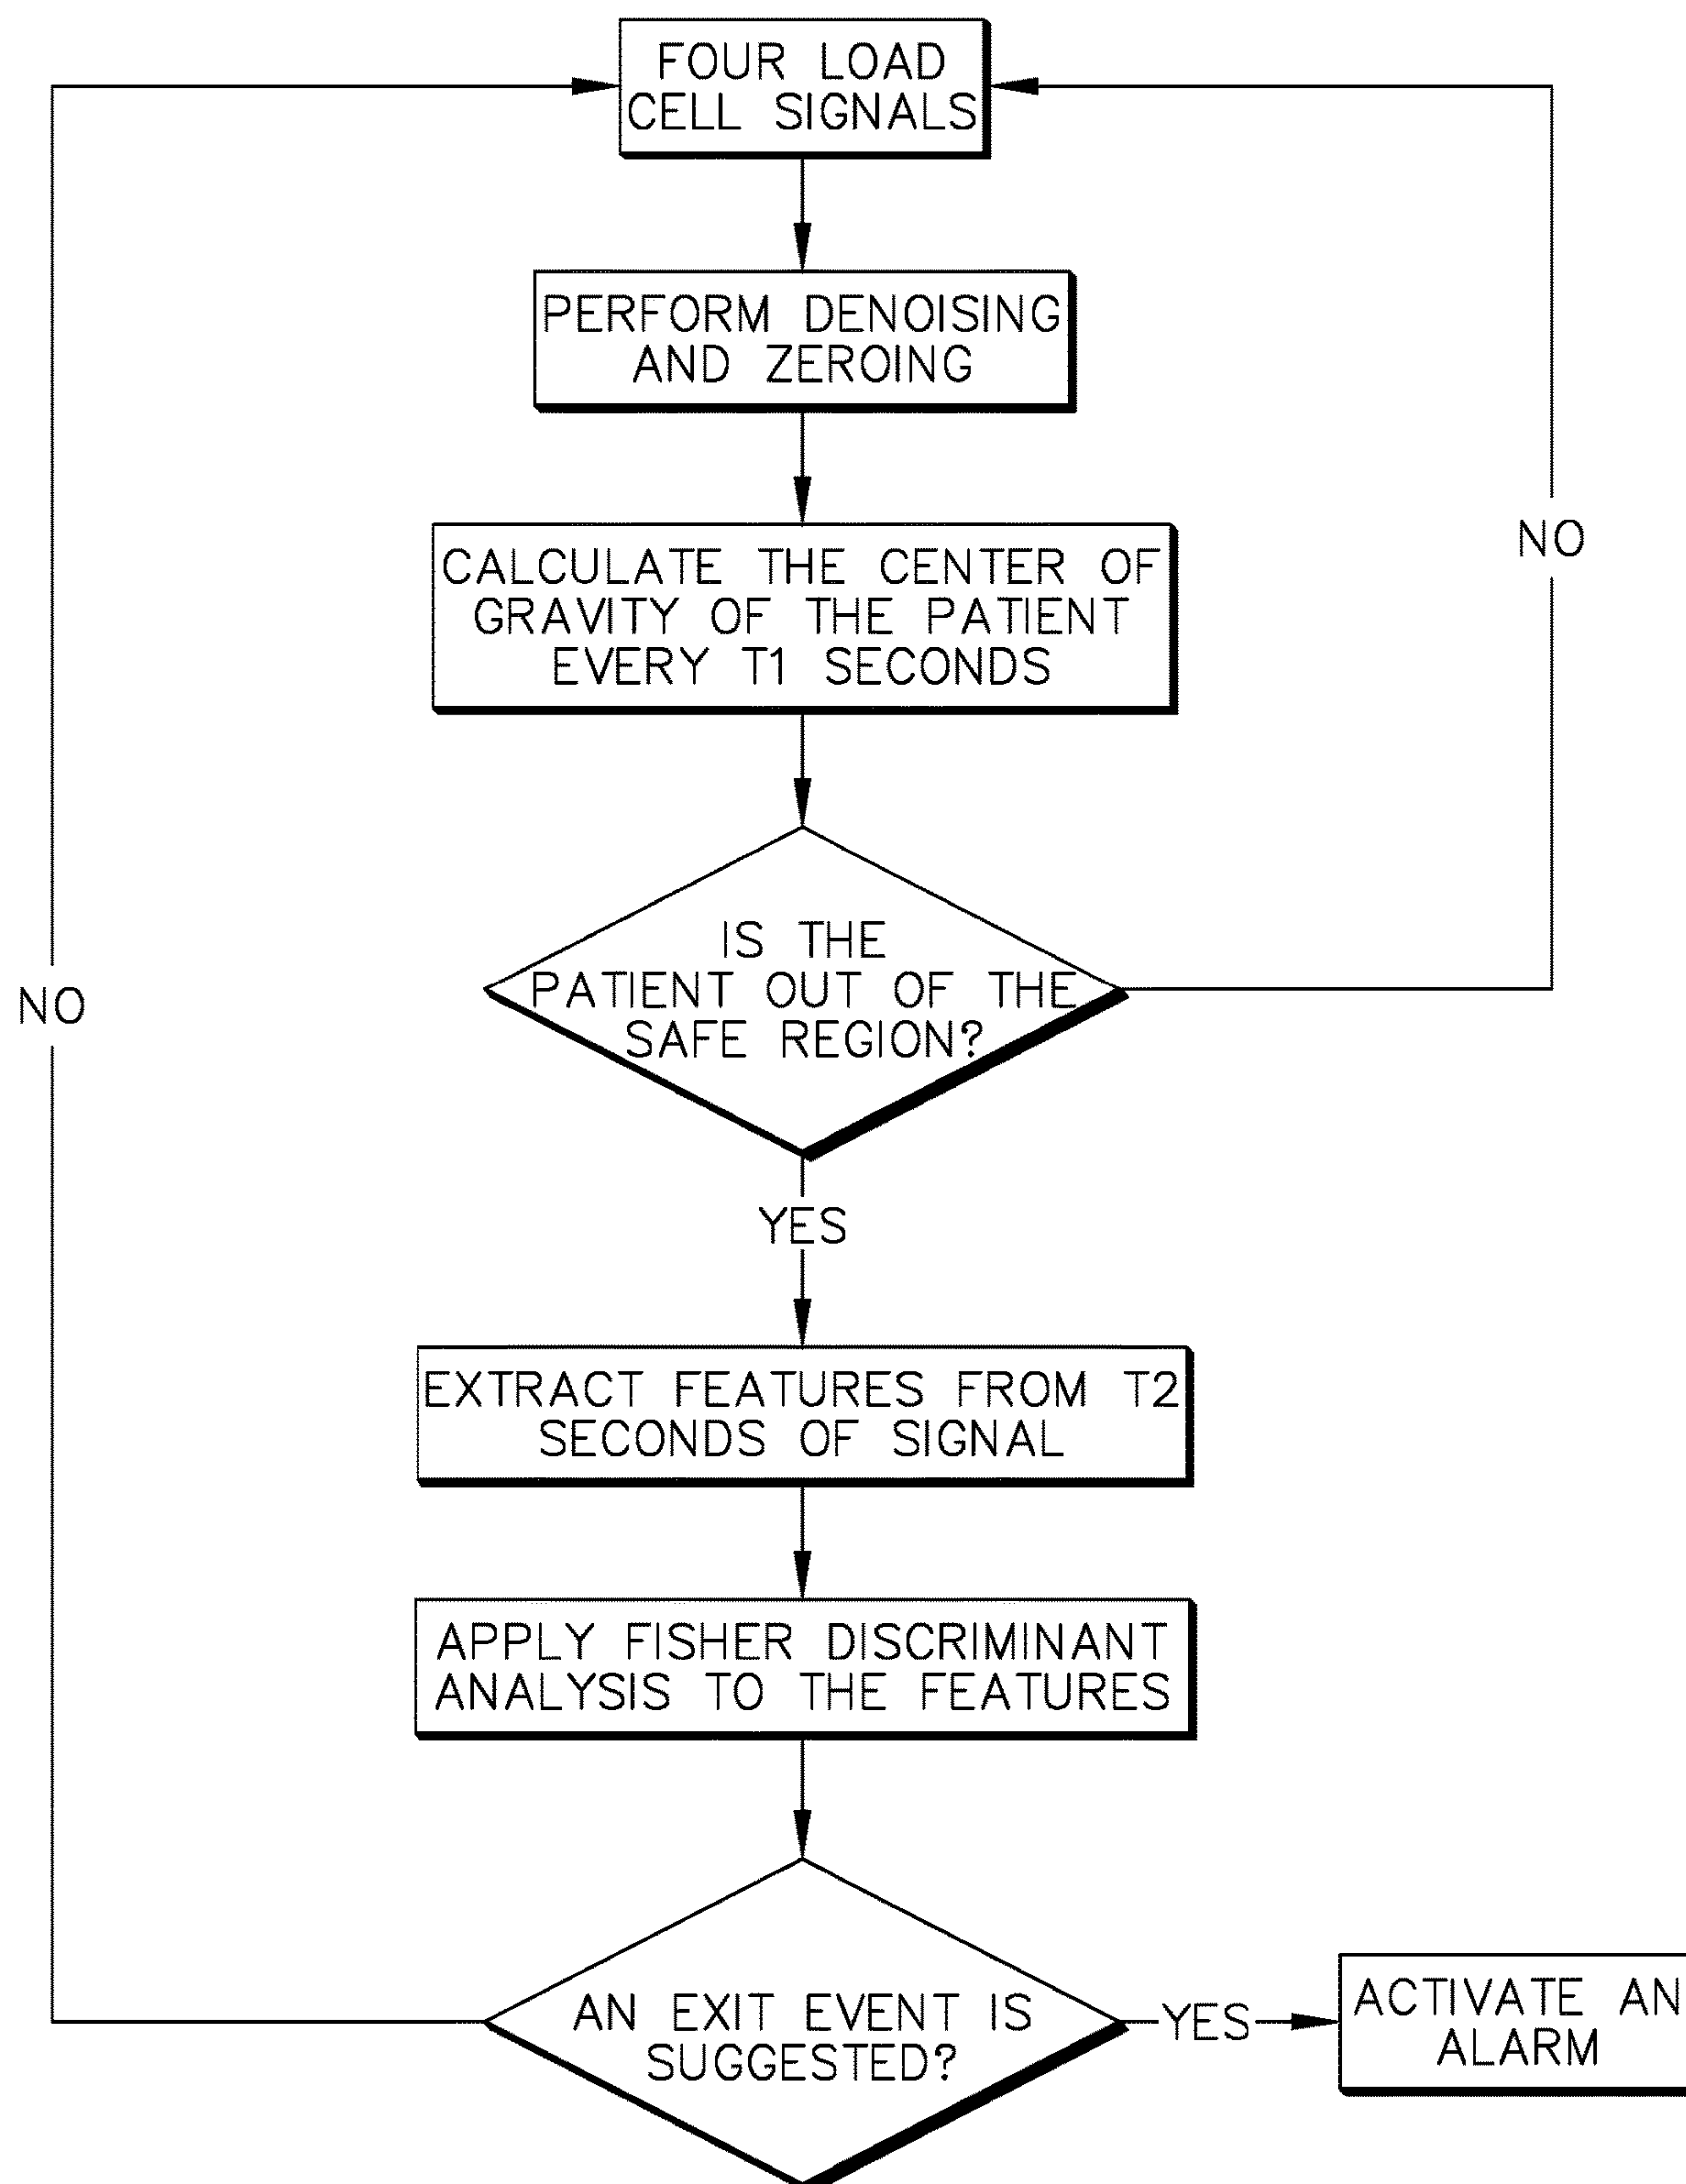 FOUR LOAD
CELL SIGNALS
PERFORM DENOISING
AND ZEROING
CALCULATE THE CENTER OF
GRAVITY OF THE PATIENT
EVERY T1 SECONDS
NO
IS THE
PATIENT OUT OF THE
SAFE REGION?
NO
YES
EXTRACT FEATURES FROM T2
SECONDS OF SIGNAL
APPLY FISHER DISCRIMINANT
ANALYSIS TO THE FEATURES
AN EXIT EVENT IS
SUGGESTED?
YES
ACTIVATE AN
ALARM